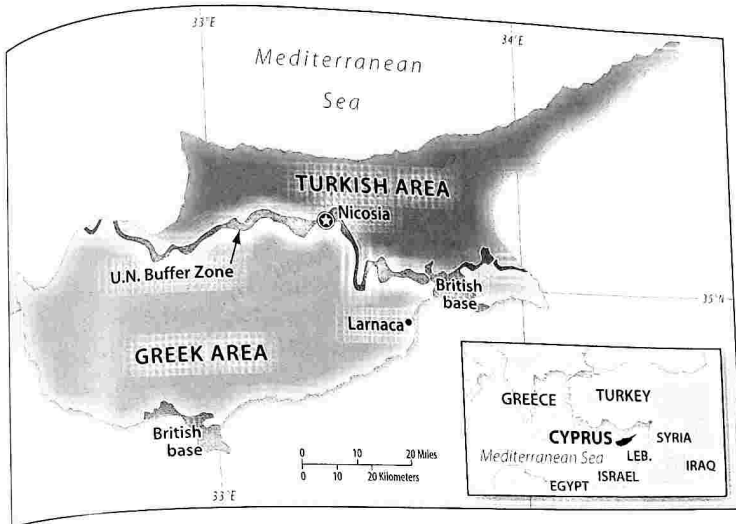 33°E
34°E
Mediterranean
Sea
TURKISH AREA
Nicosia
U.N. Buffer Zone
British
base
35°N
Larnaca
GREEK AREA
British
base
0 10 20 Miles
0 10 20 Kilometers
33°E
GREECE
TURKEY
CYPRUS
SYRIA
Mediterranean Sea
LEB.
IRAQ
ISRAEL
EGYPT